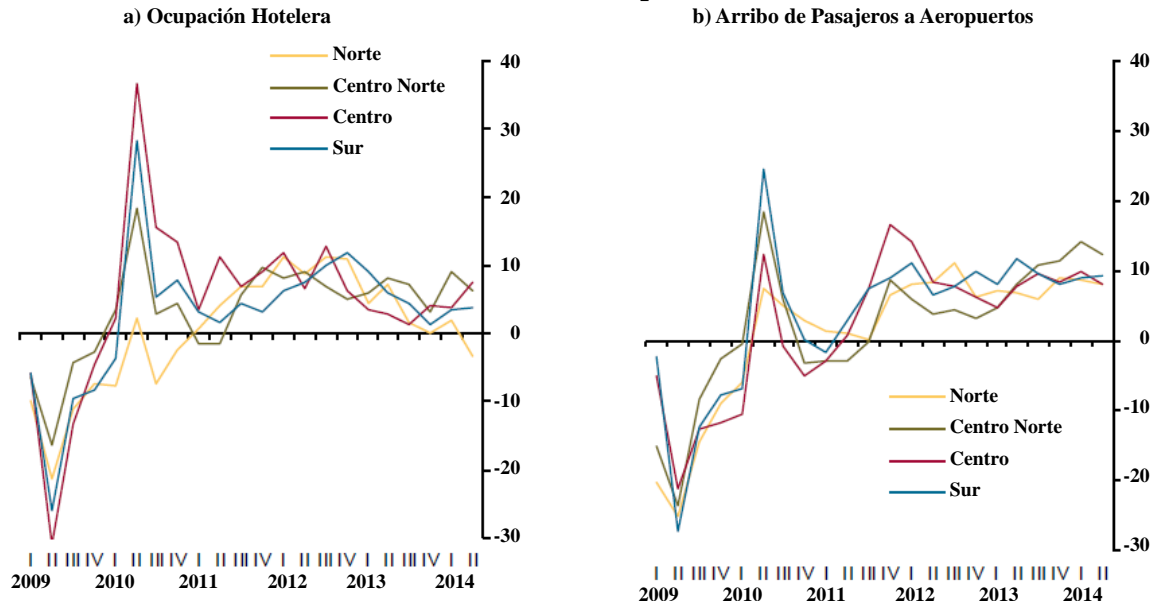 a) Ocupación Hotelera
Norte
Centro Norte
Centro
Sur
40
30
20
10
0
-10
-20
-30
I II III IV I II III IV I II III IV I II III IV I II III IV I II
2009 2010 2011 2012 2013 2014
b) Arribo de Pasajeros a Aeropuertos
40
30
20
10
0
-10
-20
-30
Norte
Centro Norte
Centro
Sur
I II III IV I II III IV I II III IV I II III IV I II III IV I II
2009 2010 2011 2012 2013 2014